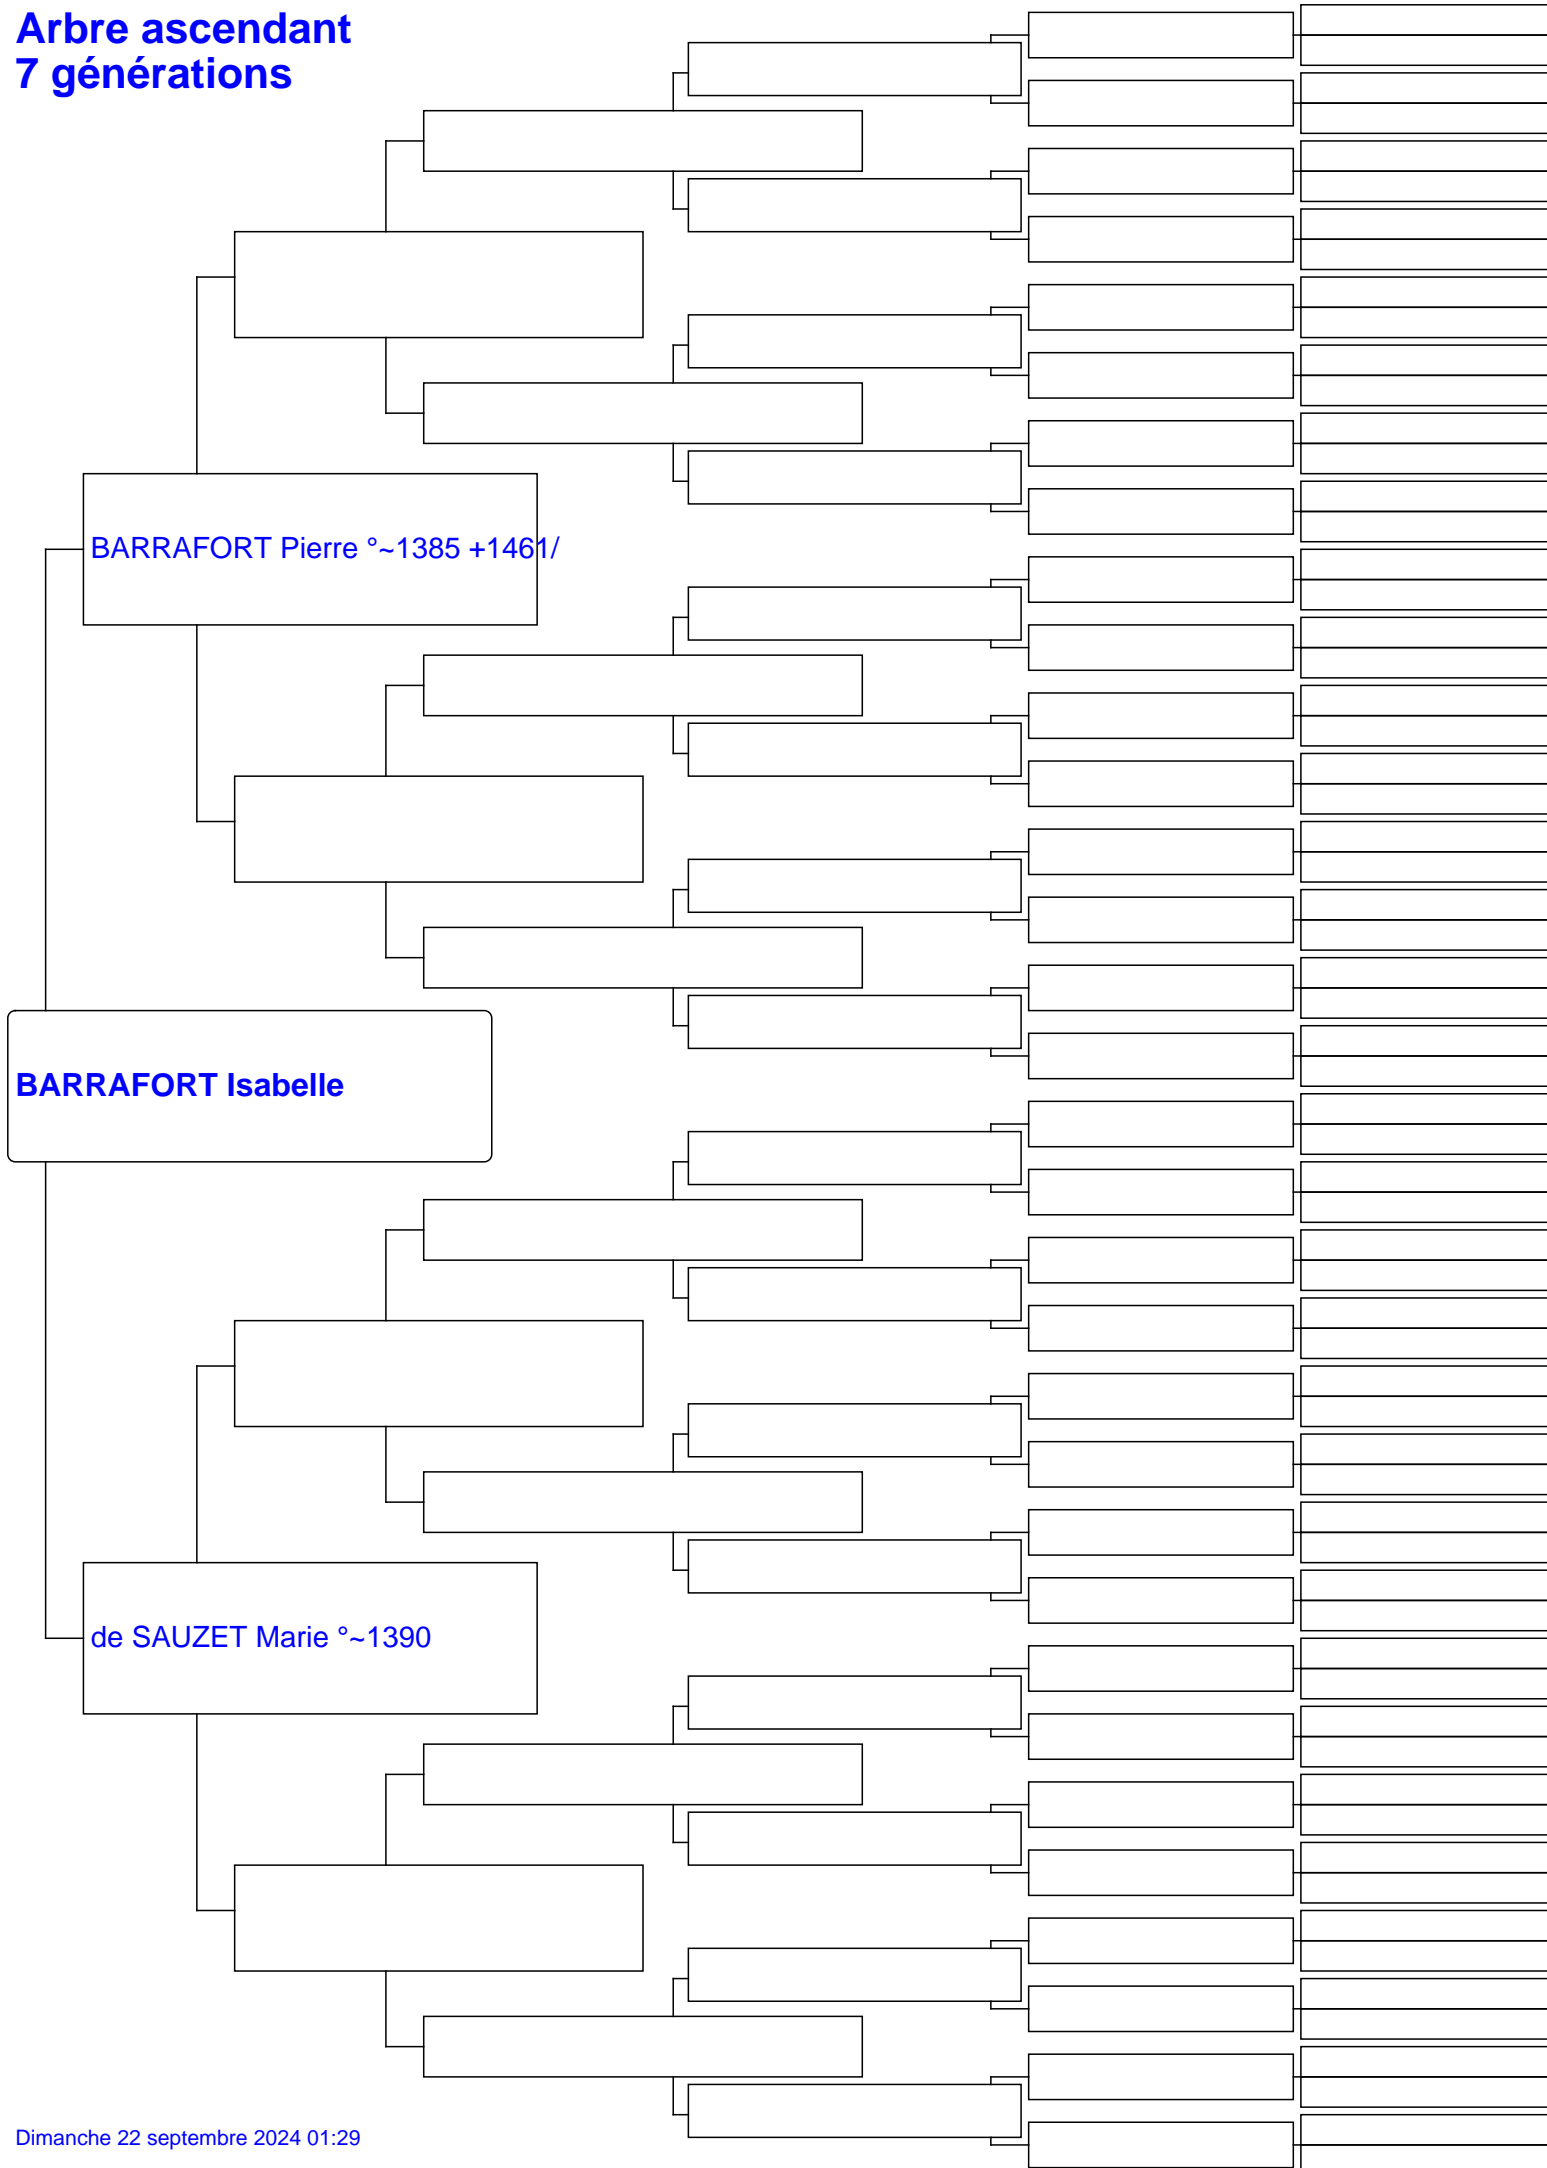 Arbre ascendant
7 générations
BARRAFORT Pierre °~1385 +1461/
BARRAFORT Isabelle
de SAUZET Marie °~1390
Dimanche 22 septembre 2024 01:29